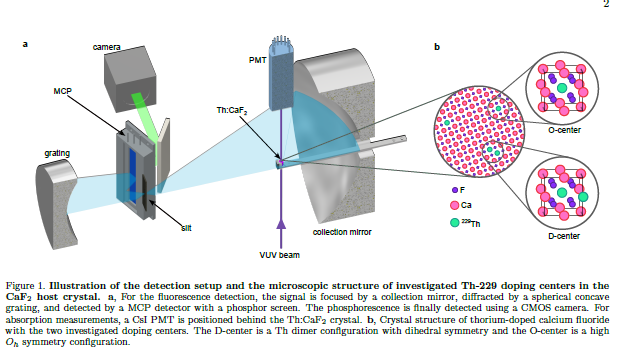 2
a
camera
b
PMT
MCP
Th:CaF2
grating
O-center
F
Ca
229Th
slit
collection mirror
D-center
VUV beam
Figure 1. Illustration of the detection setup and the microscopic structure of investigated Th-229 doping centers in the
CaF2 host crystal. a, For the fluorescence detection, the signal is focused by a collection mirror, diffracted by a spherical concave
grating, and detected by a MCP detector with a phosphor screen. The phosphorescence is finally detected using a CMOS camera. For
absorption measurements, a CsI PMT is positioned behind the Th:CaF2 crystal. b, Crystal structure of thorium-doped calcium fluoride
with the two investigated doping centers. The D-center is a Th dimer configuration with dihedral symmetry and the O-center is a high
Oh symmetry configuration.